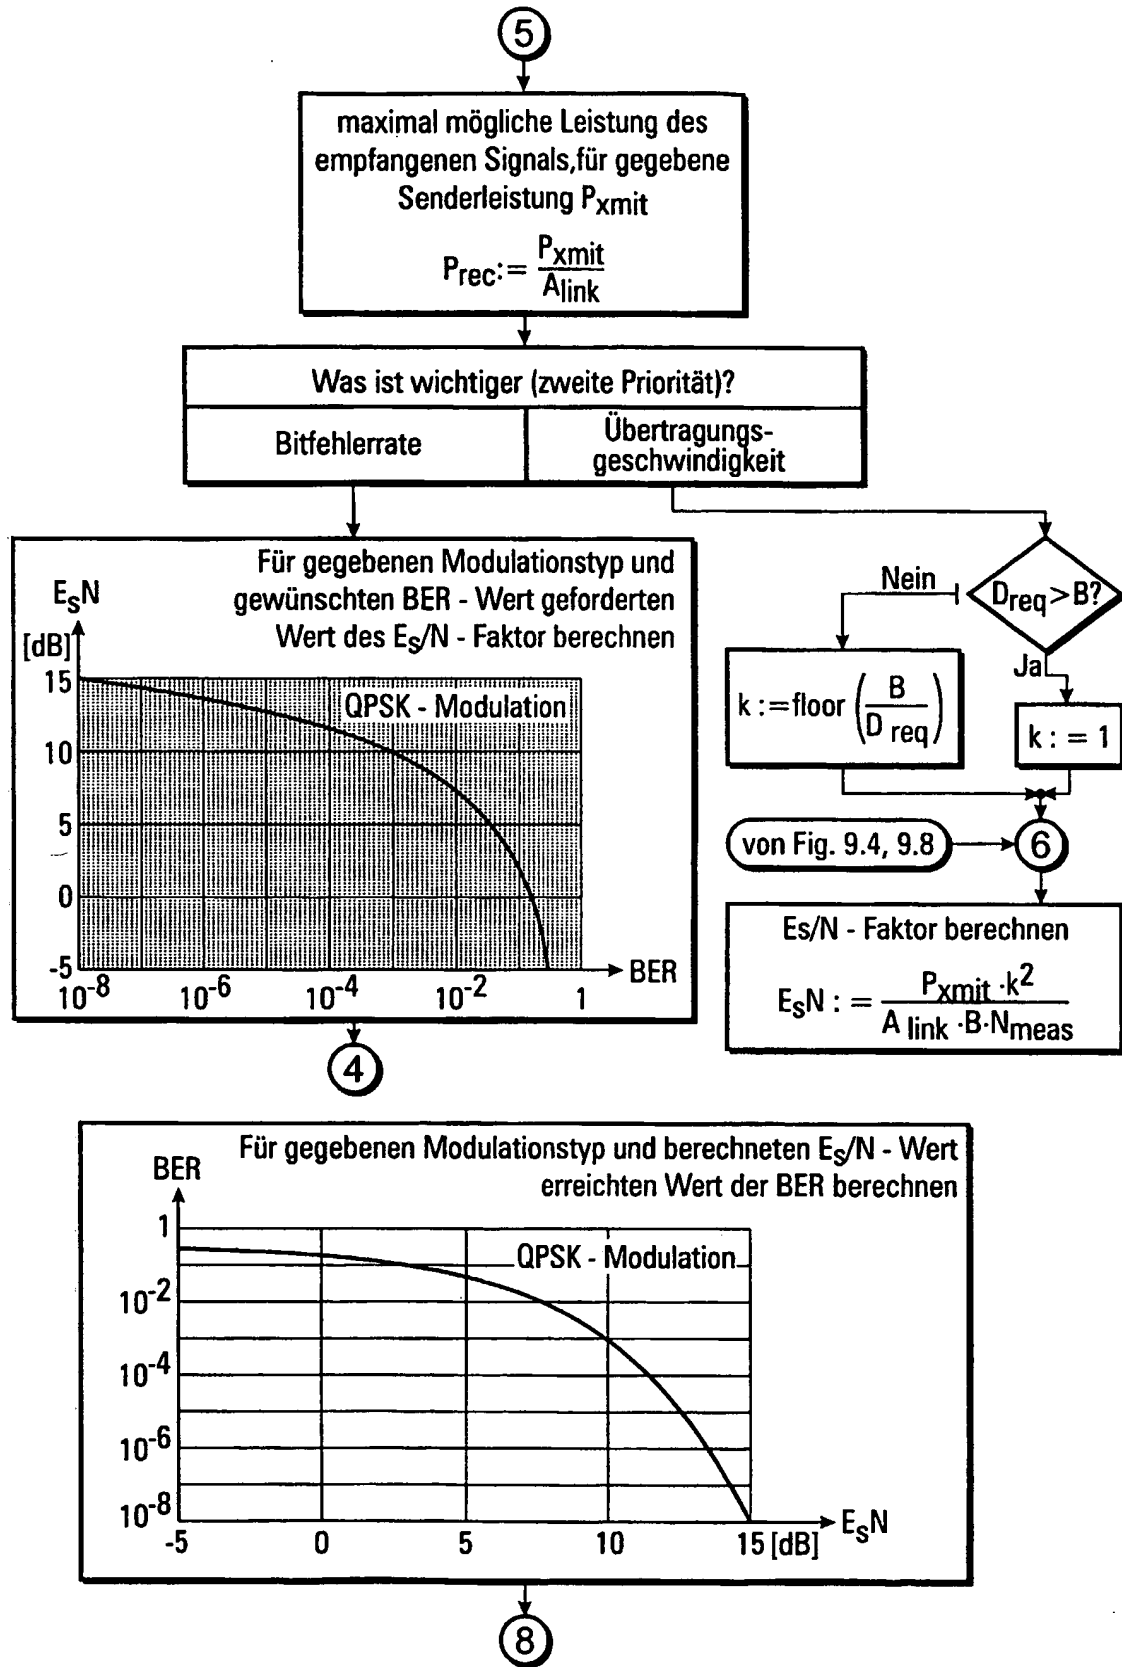 5
maximal mögliche Leistung des
empfangenen Signals,für gegebene
Senderleistung Pxmit
Prec:= Pxmit / Alink
Was ist wichtiger (zweite Priorität)?
Bitfehlerrate
Übertragungs-
geschwindigkeit
Für gegebenen Modulationstyp und
gewünschten BER - Wert geforderten
Wert des Es/N - Faktor berechnen
EsN
[dB]
QPSK - Modulation
15
10
5
0
-5
10^-8 10^-6 10^-4 10^-2 1
BER
4
Dreq>B?
Nein
Ja
k :=floor (B / D req)
k : = 1
von Fig. 9.4, 9.8
6
Es/N - Faktor berechnen
EsN : = Pxmit ·k² / A link ·B·Nmeas
Für gegebenen Modulationstyp und berechneten Es/N - Wert
erreichten Wert der BER berechnen
BER
QPSK - Modulation
1
10^-2
10^-4
10^-6
10^-8
-5 0 5 10 15 [dB]
EsN
8